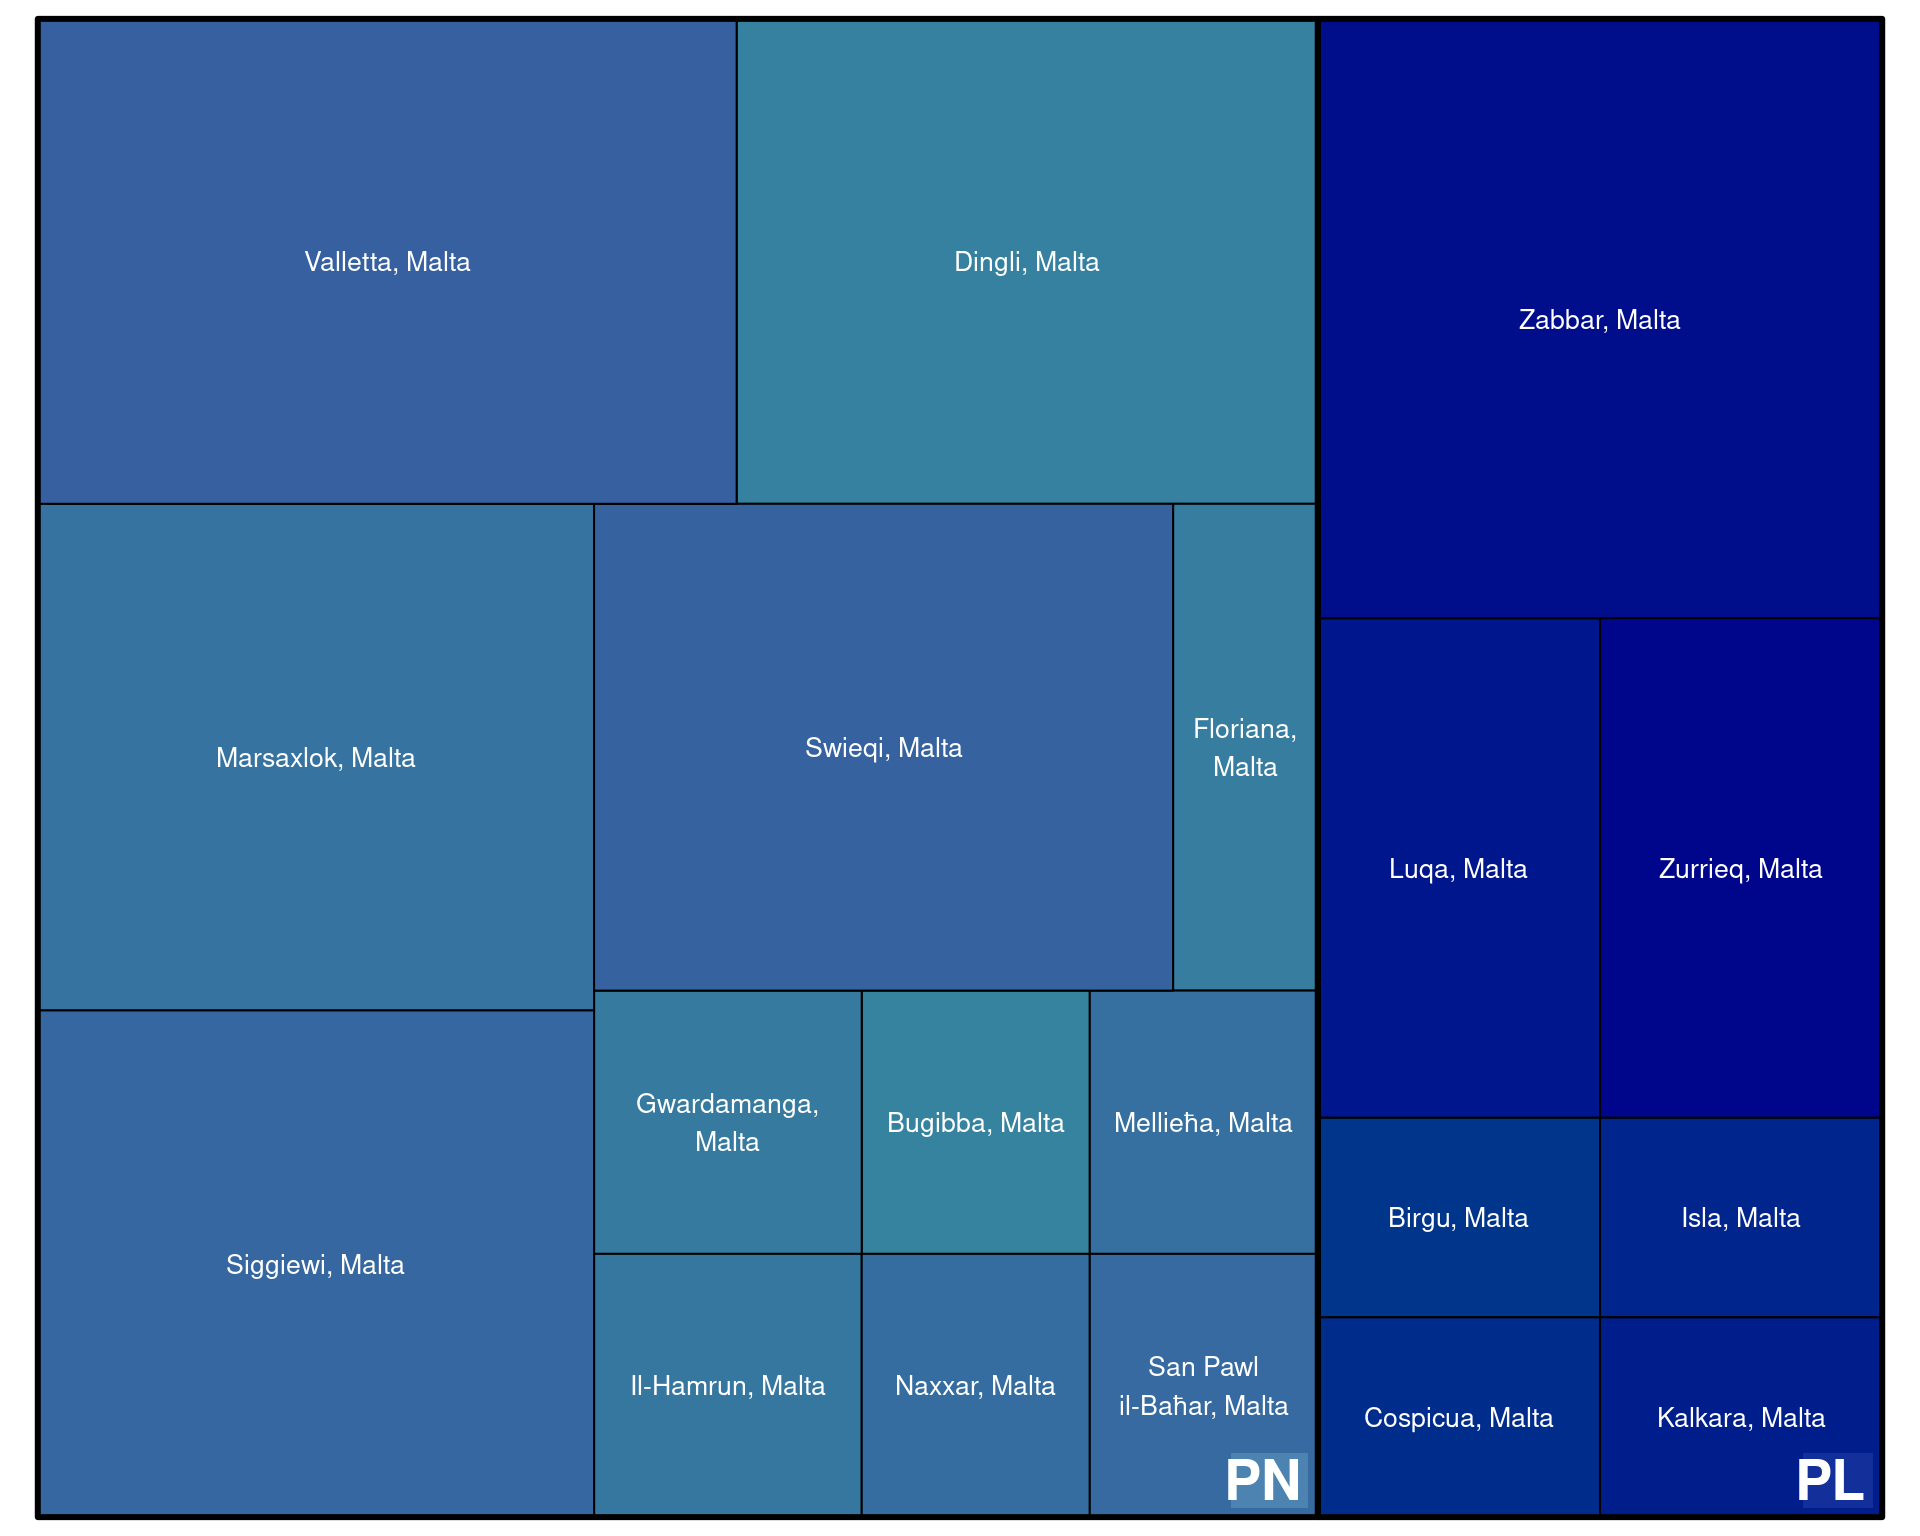 Valletta, Malta
Dingli, Malta
Zabbar, Malta
Marsaxlok, Malta
Swieqi, Malta
Floriana,
Malta
Luqa, Malta
Zurrieq, Malta
Siggiewi, Malta
Gwardamanga,
Malta
Bugibba, Malta
Mellieħa, Malta
Birgu, Malta
Isla, Malta
Il-Hamrun, Malta
Naxxar, Malta
San Pawl
il-Baħar, Malta
Cospicua, Malta
Kalkara, Malta
PN
PL